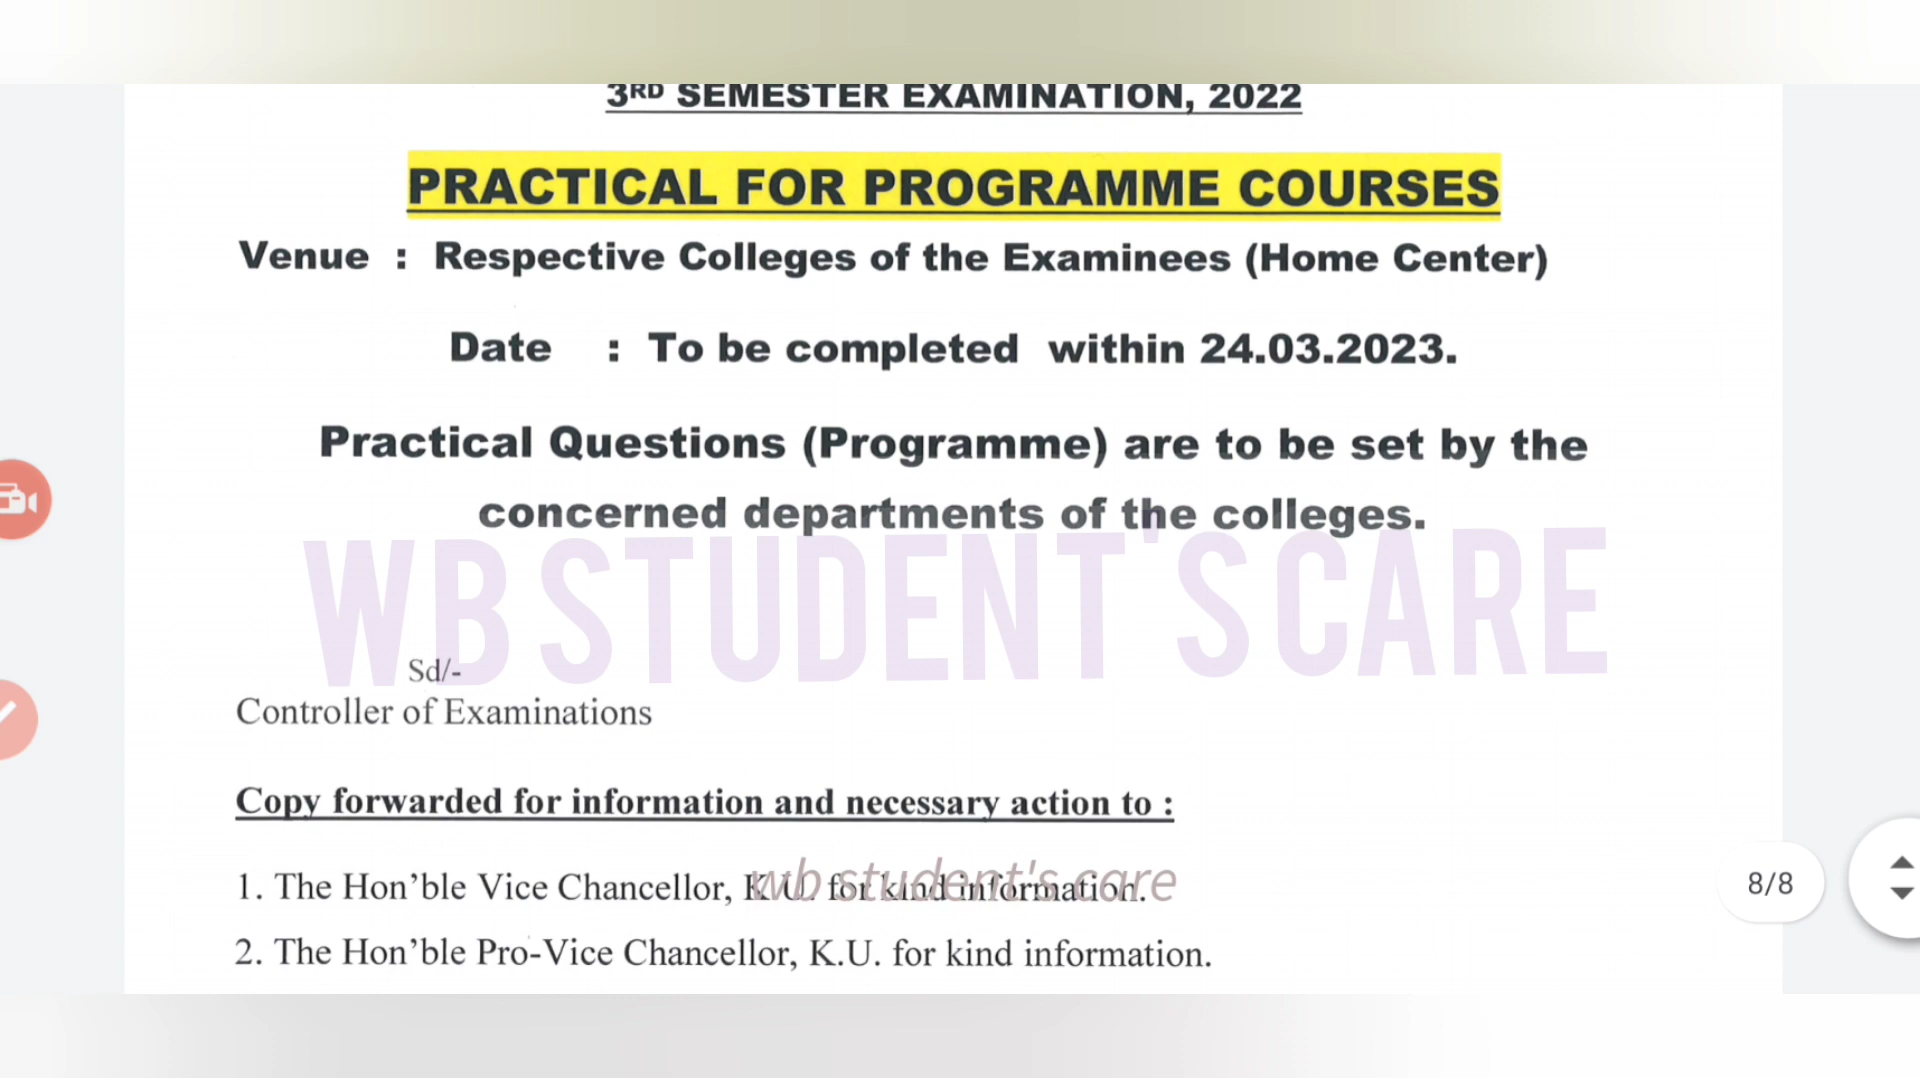 3RD SEMESTER EXAMINATION, 2022
PRACTICAL FOR PROGRAMME COURSES
Venue : Respective Colleges of the Examinees (Home Center)
Date : To be completed within 24.03.2023.
Practical Questions (Programme) are to be set by the
concerned departments of the colleges.
WB STUDENT'S CARE
Sd/-
Controller of Examinations
Copy forwarded for information and necessary action to :
1. The Hon’ble Vice Chancellor, K.U. for kind information.
wb student's care
8/8
2. The Hon’ble Pro-Vice Chancellor, K.U. for kind information.